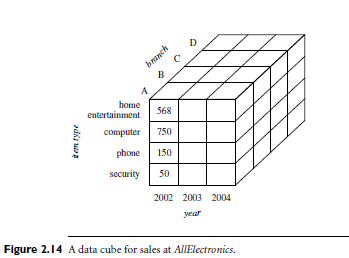 D
branch
C
B
A
home
entertainment
568
computer
750
phone
150
security
50
item type
2002 2003 2004
year
Figure 2.14 A data cube for sales at AllElectronics.